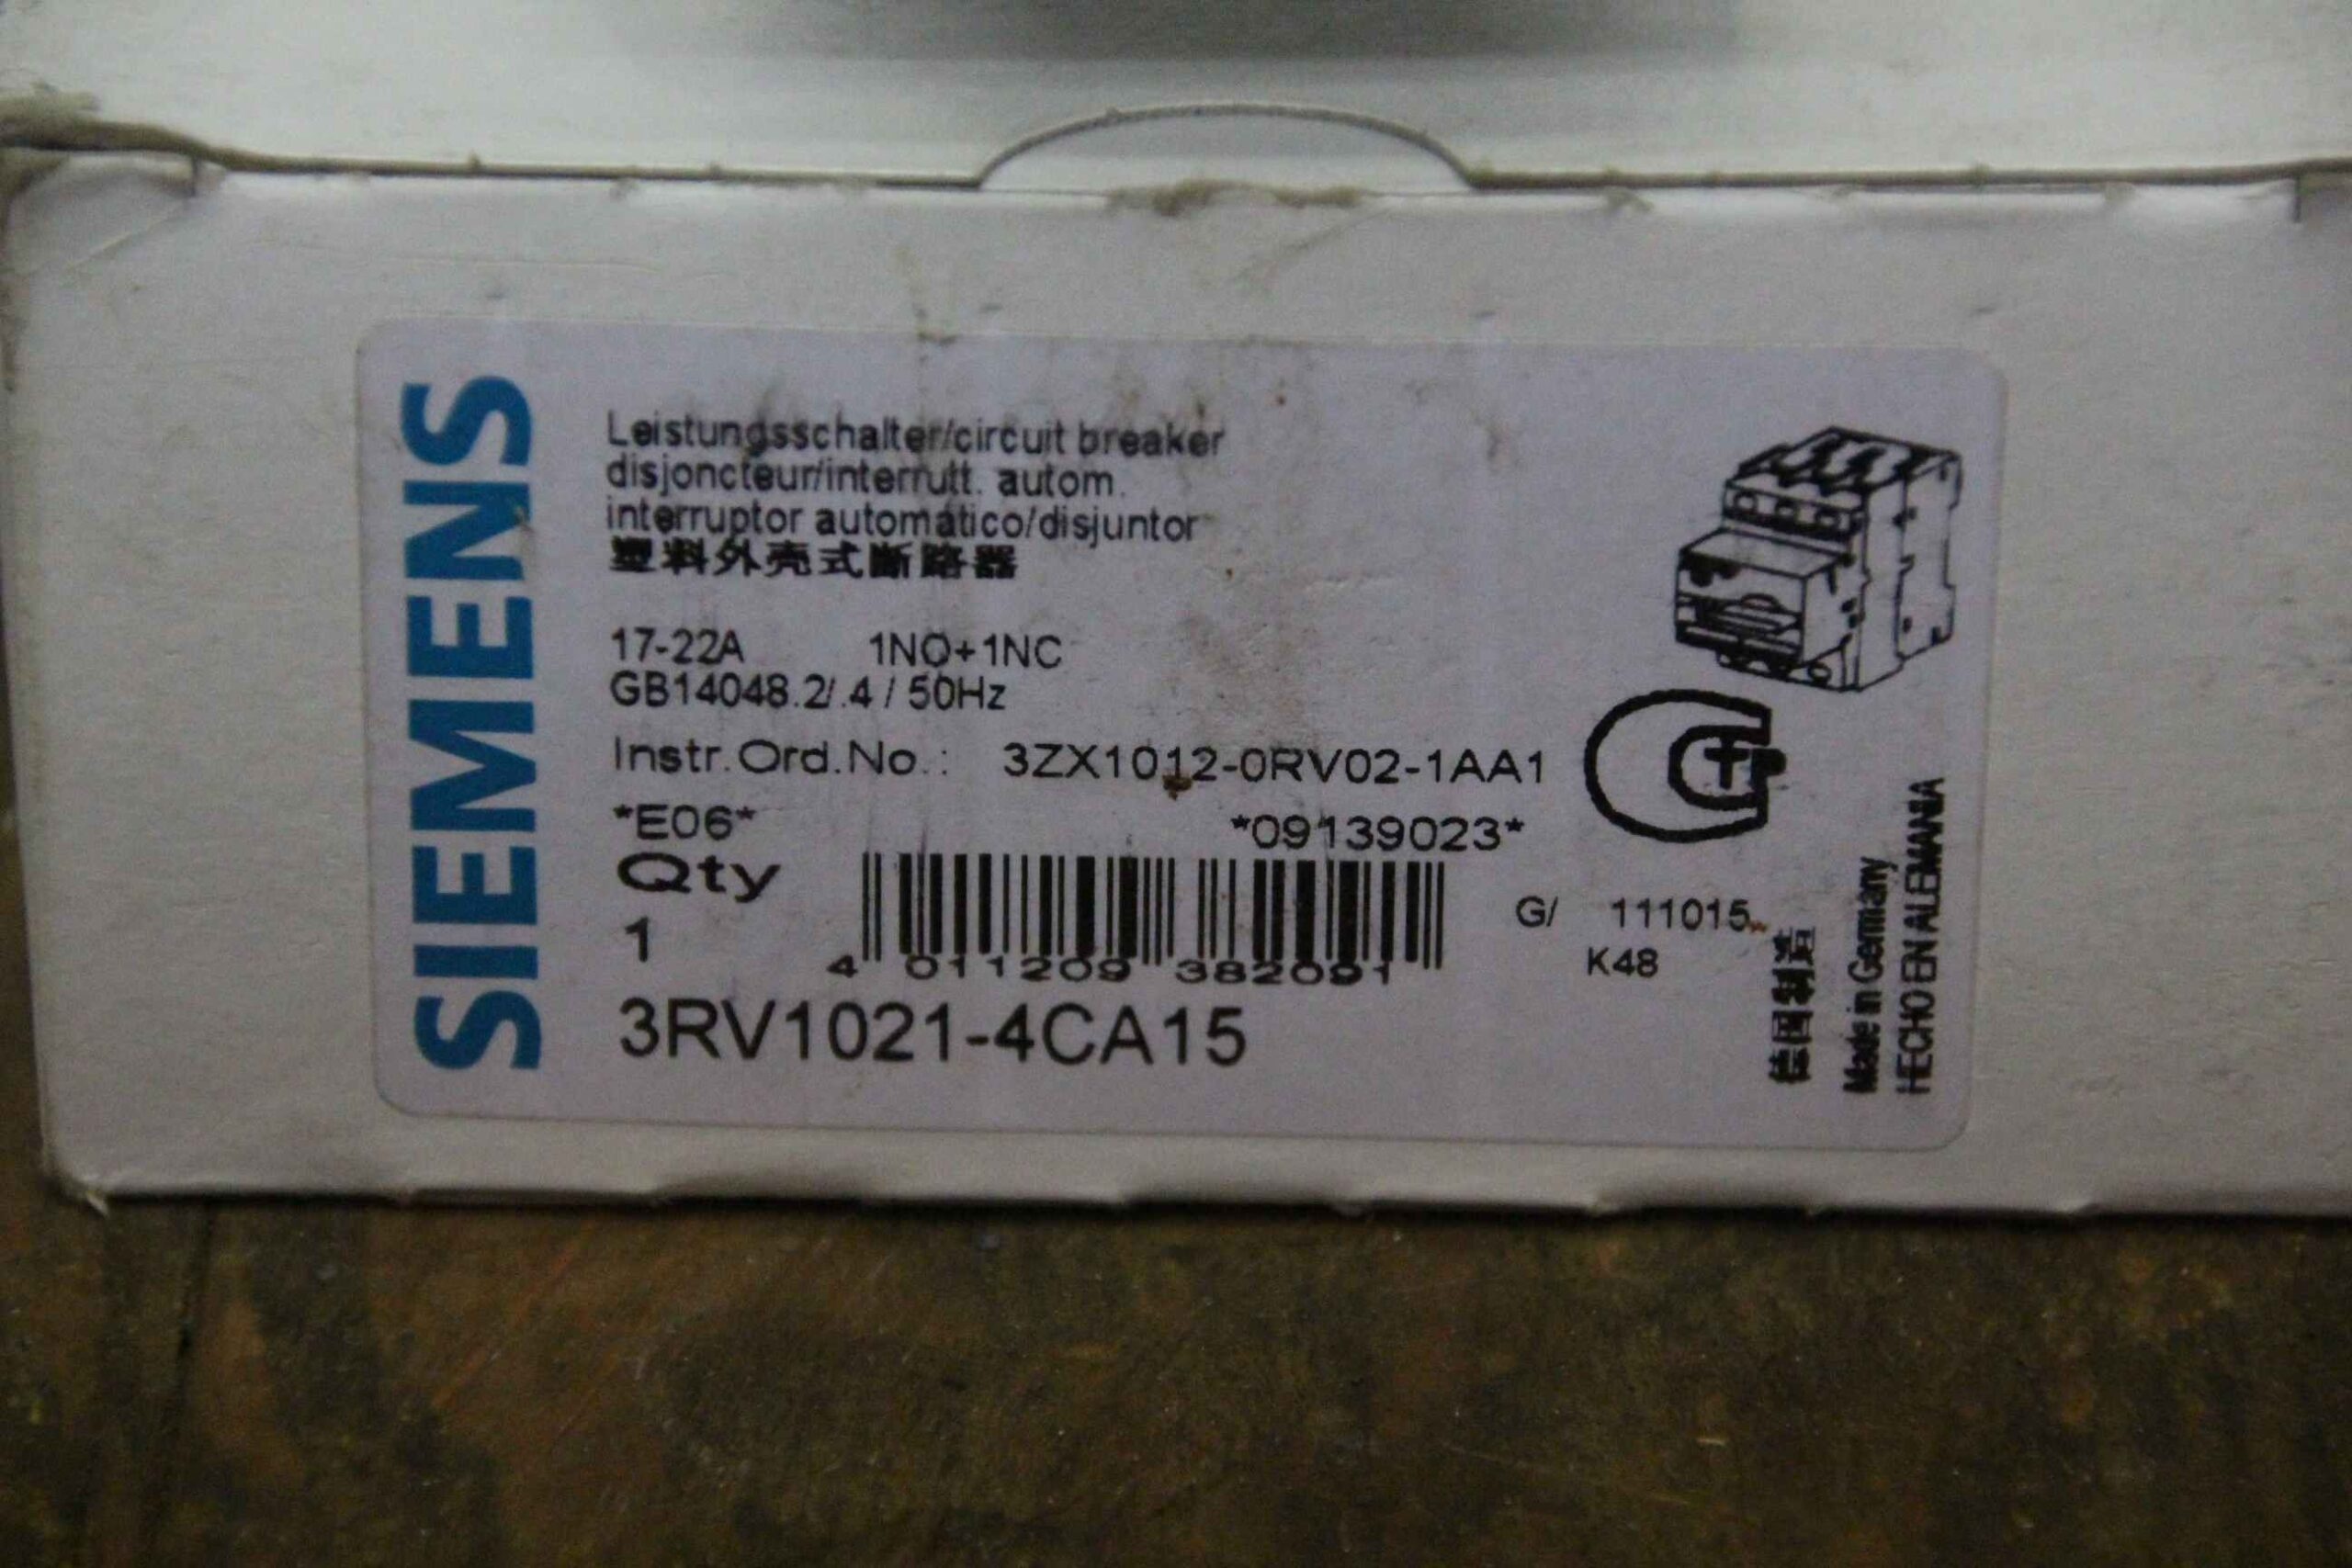 SIEMENS
Leistungsschalter/circuit breaker
disjoncteur/interrutt. autom.
interruptor automático/disjuntor
塑料外壳式断路器
17-22A 1NO+1NC
GB14048.2/.4 / 50Hz
Instr.Ord.No.: 3ZX1012-0RV02-1AA1
*E06* *09139023*
Qty
1
4 011209 382091
G/ 111015
K48
3RV1021-4CA15
德国制造
Made in Germany
HECHO EN ALEMANIA